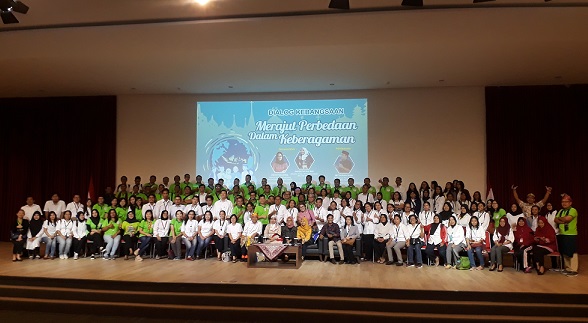 DIALOG KEBANGSAAN
Merajut Perbedaan
Dalam Keberagaman